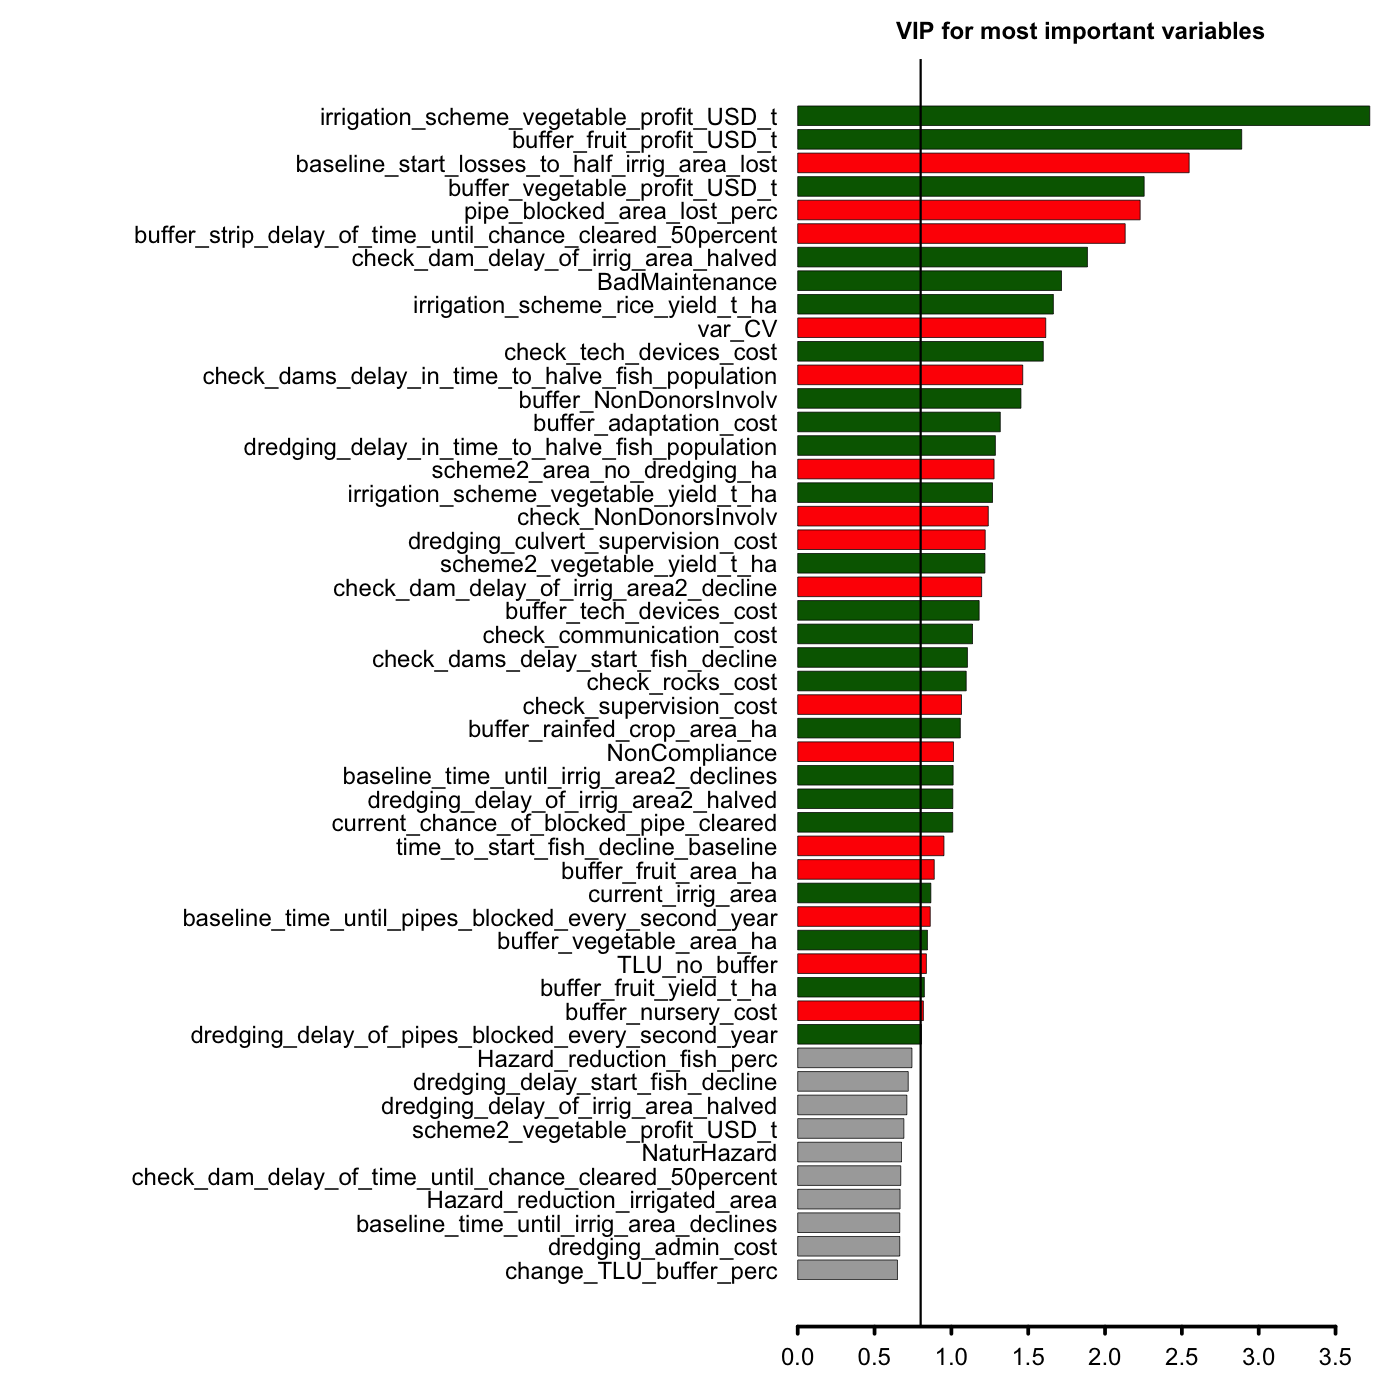 VIP for most important variables
irrigation_scheme_vegetable_profit_USD_t
buffer_fruit_profit_USD_t
baseline_start_losses_to_half_irrig_area_lost
buffer_vegetable_profit_USD_t
pipe_blocked_area_lost_perc
buffer_strip_delay_of_time_until_chance_cleared_50percent
check_dam_delay_of_irrig_area_halved
BadMaintenance
irrigation_scheme_rice_yield_t_ha
var_CV
check_tech_devices_cost
check_dams_delay_in_time_to_halve_fish_population
buffer_NonDonorsInvolv
buffer_adaptation_cost
dredging_delay_in_time_to_halve_fish_population
scheme2_area_no_dredging_ha
irrigation_scheme_vegetable_yield_t_ha
check_NonDonorsInvolv
dredging_culvert_supervision_cost
scheme2_vegetable_yield_t_ha
check_dam_delay_of_irrig_area2_decline
buffer_tech_devices_cost
check_communication_cost
check_dams_delay_start_fish_decline
check_rocks_cost
check_supervision_cost
buffer_rainfed_crop_area_ha
NonCompliance
baseline_time_until_irrig_area2_declines
dredging_delay_of_irrig_area2_halved
current_chance_of_blocked_pipe_cleared
time_to_start_fish_decline_baseline
buffer_fruit_area_ha
current_irrig_area
baseline_time_until_pipes_blocked_every_second_year
buffer_vegetable_area_ha
TLU_no_buffer
buffer_fruit_yield_t_ha
buffer_nursery_cost
dredging_delay_of_pipes_blocked_every_second_year
Hazard_reduction_fish_perc
dredging_delay_start_fish_decline
dredging_delay_of_irrig_area_halved
scheme2_vegetable_profit_USD_t
NaturHazard
check_dam_delay_of_time_until_chance_cleared_50percent
Hazard_reduction_irrigated_area
baseline_time_until_irrig_area_declines
dredging_admin_cost
change_TLU_buffer_perc
0.0 0.5 1.0 1.5 2.0 2.5 3.0 3.5